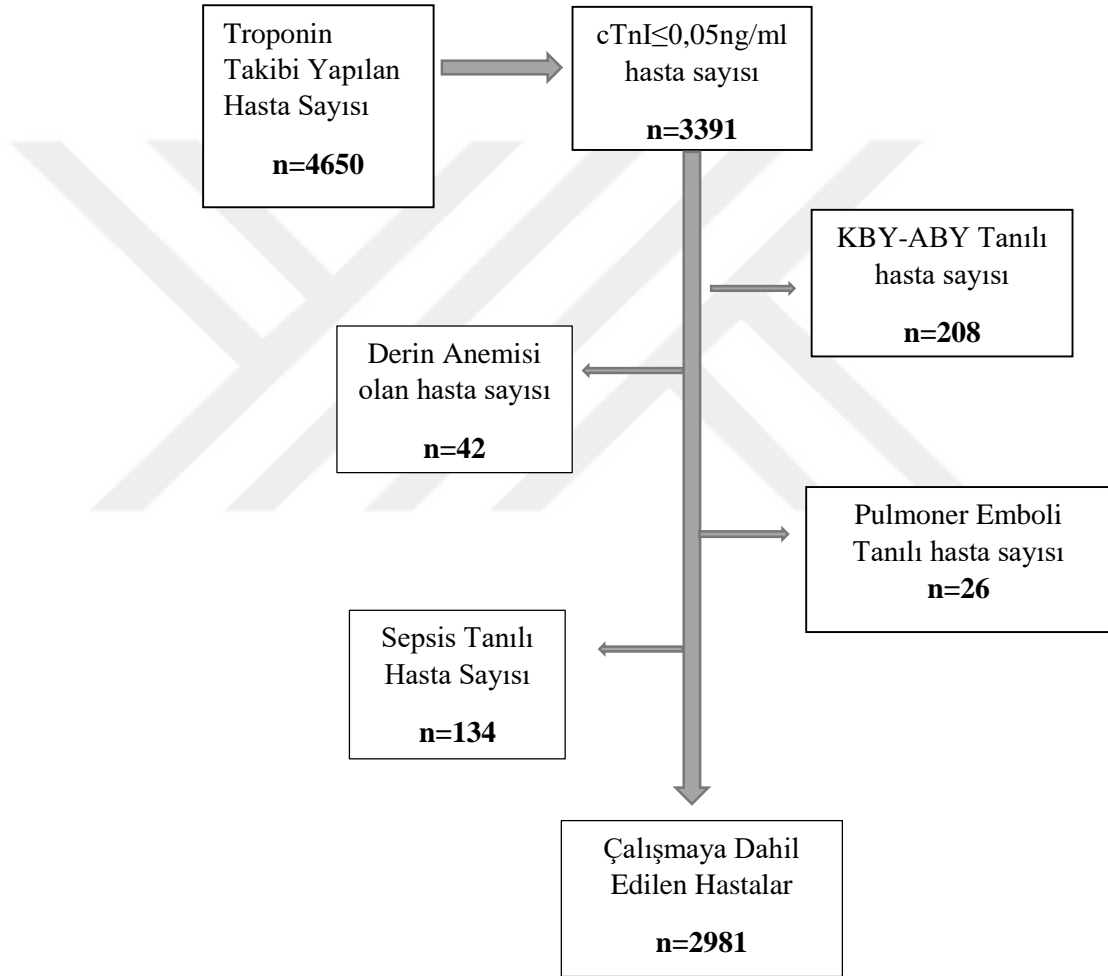 Troponin
Takibi Yapılan
Hasta Sayısı
n=4650
cTnI≤0,05ng/ml
hasta sayısı
n=3391
KBY-ABY Tanılı
hasta sayısı
n=208
Derin Anemisi
olan hasta sayısı
n=42
Pulmoner Emboli
Tanılı hasta sayısı
n=26
Sepsis Tanılı
Hasta Sayısı
n=134
Çalışmaya Dahil
Edilen Hastalar
n=2981